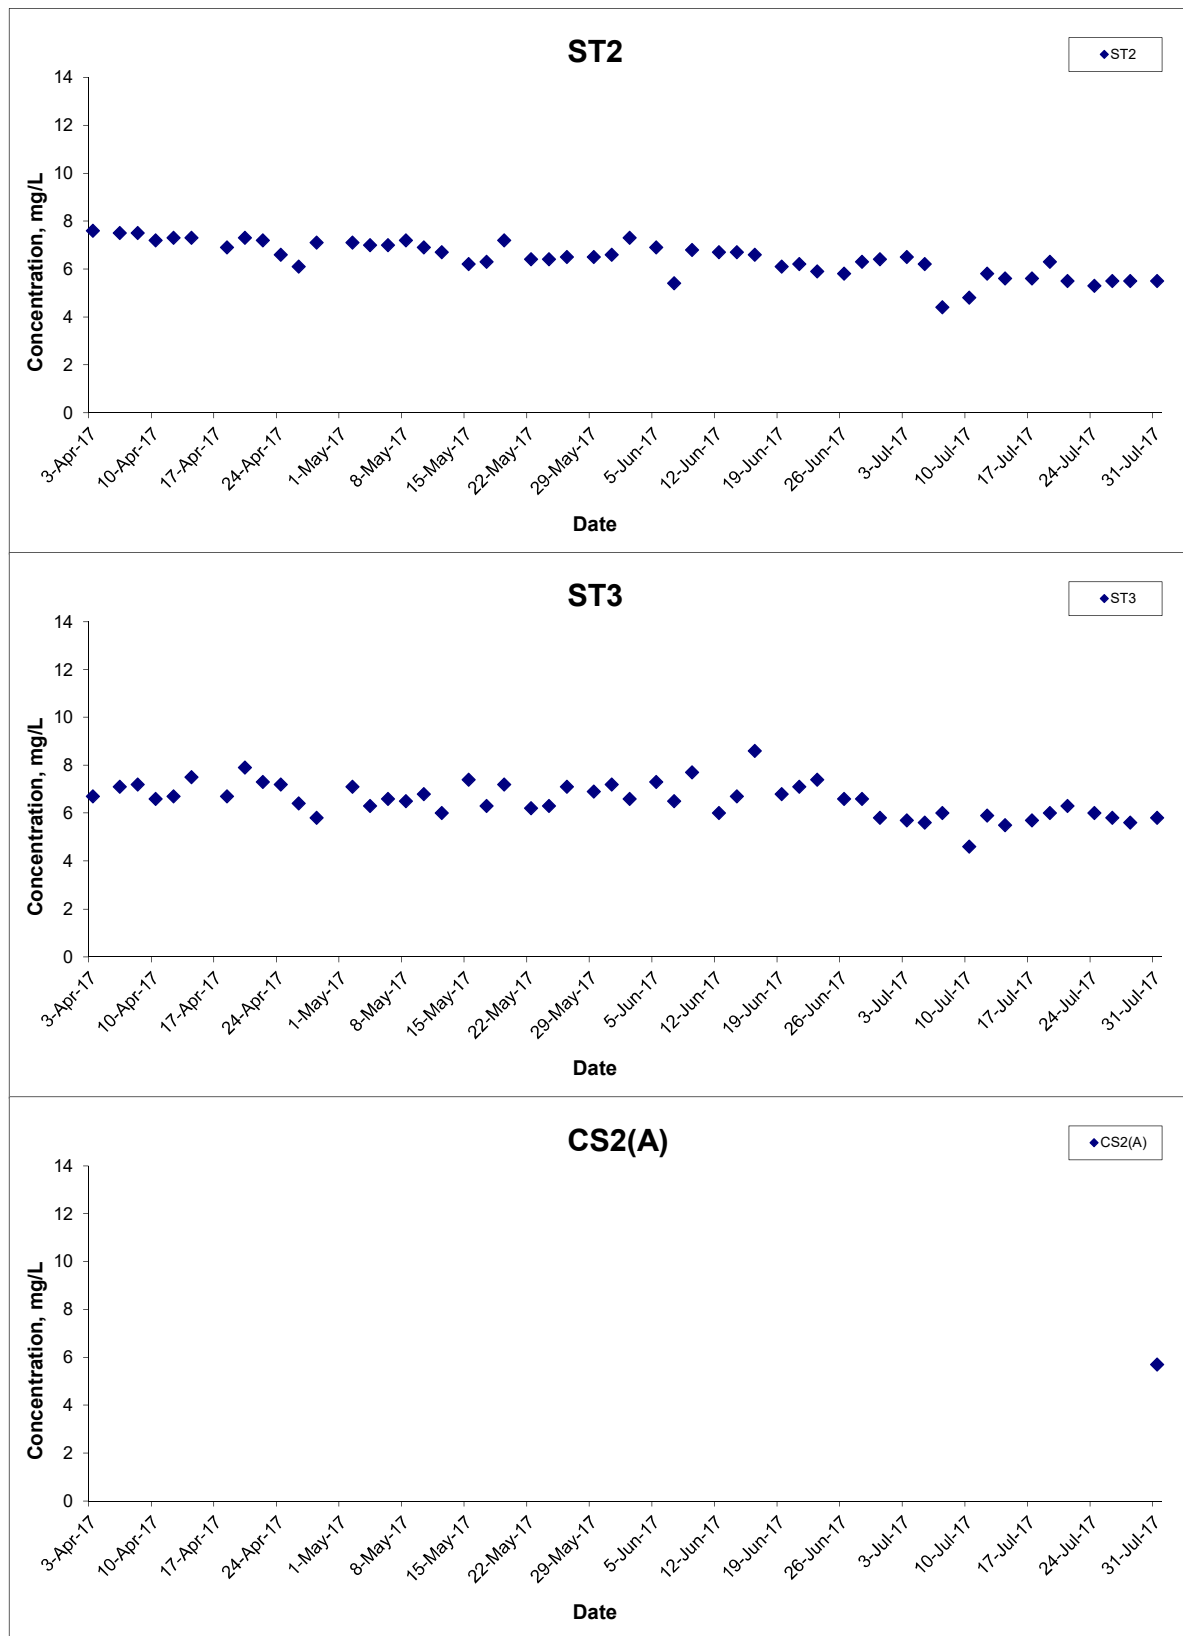 ST2
ST2
14
12
10
8
6
4
2
0
Concentration, mg/L
3-Apr-17
10-Apr-17
17-Apr-17
24-Apr-17
1-May-17
8-May-17
15-May-17
22-May-17
29-May-17
5-Jun-17
12-Jun-17
19-Jun-17
26-Jun-17
3-Jul-17
10-Jul-17
17-Jul-17
24-Jul-17
31-Jul-17
Date
ST3
ST3
14
12
10
8
6
4
2
0
Concentration, mg/L
3-Apr-17
10-Apr-17
17-Apr-17
24-Apr-17
1-May-17
8-May-17
15-May-17
22-May-17
29-May-17
5-Jun-17
12-Jun-17
19-Jun-17
26-Jun-17
3-Jul-17
10-Jul-17
17-Jul-17
24-Jul-17
31-Jul-17
Date
CS2(A)
CS2(A)
14
12
10
8
6
4
2
0
Concentration, mg/L
3-Apr-17
10-Apr-17
17-Apr-17
24-Apr-17
1-May-17
8-May-17
15-May-17
22-May-17
29-May-17
5-Jun-17
12-Jun-17
19-Jun-17
26-Jun-17
3-Jul-17
10-Jul-17
17-Jul-17
24-Jul-17
31-Jul-17
Date